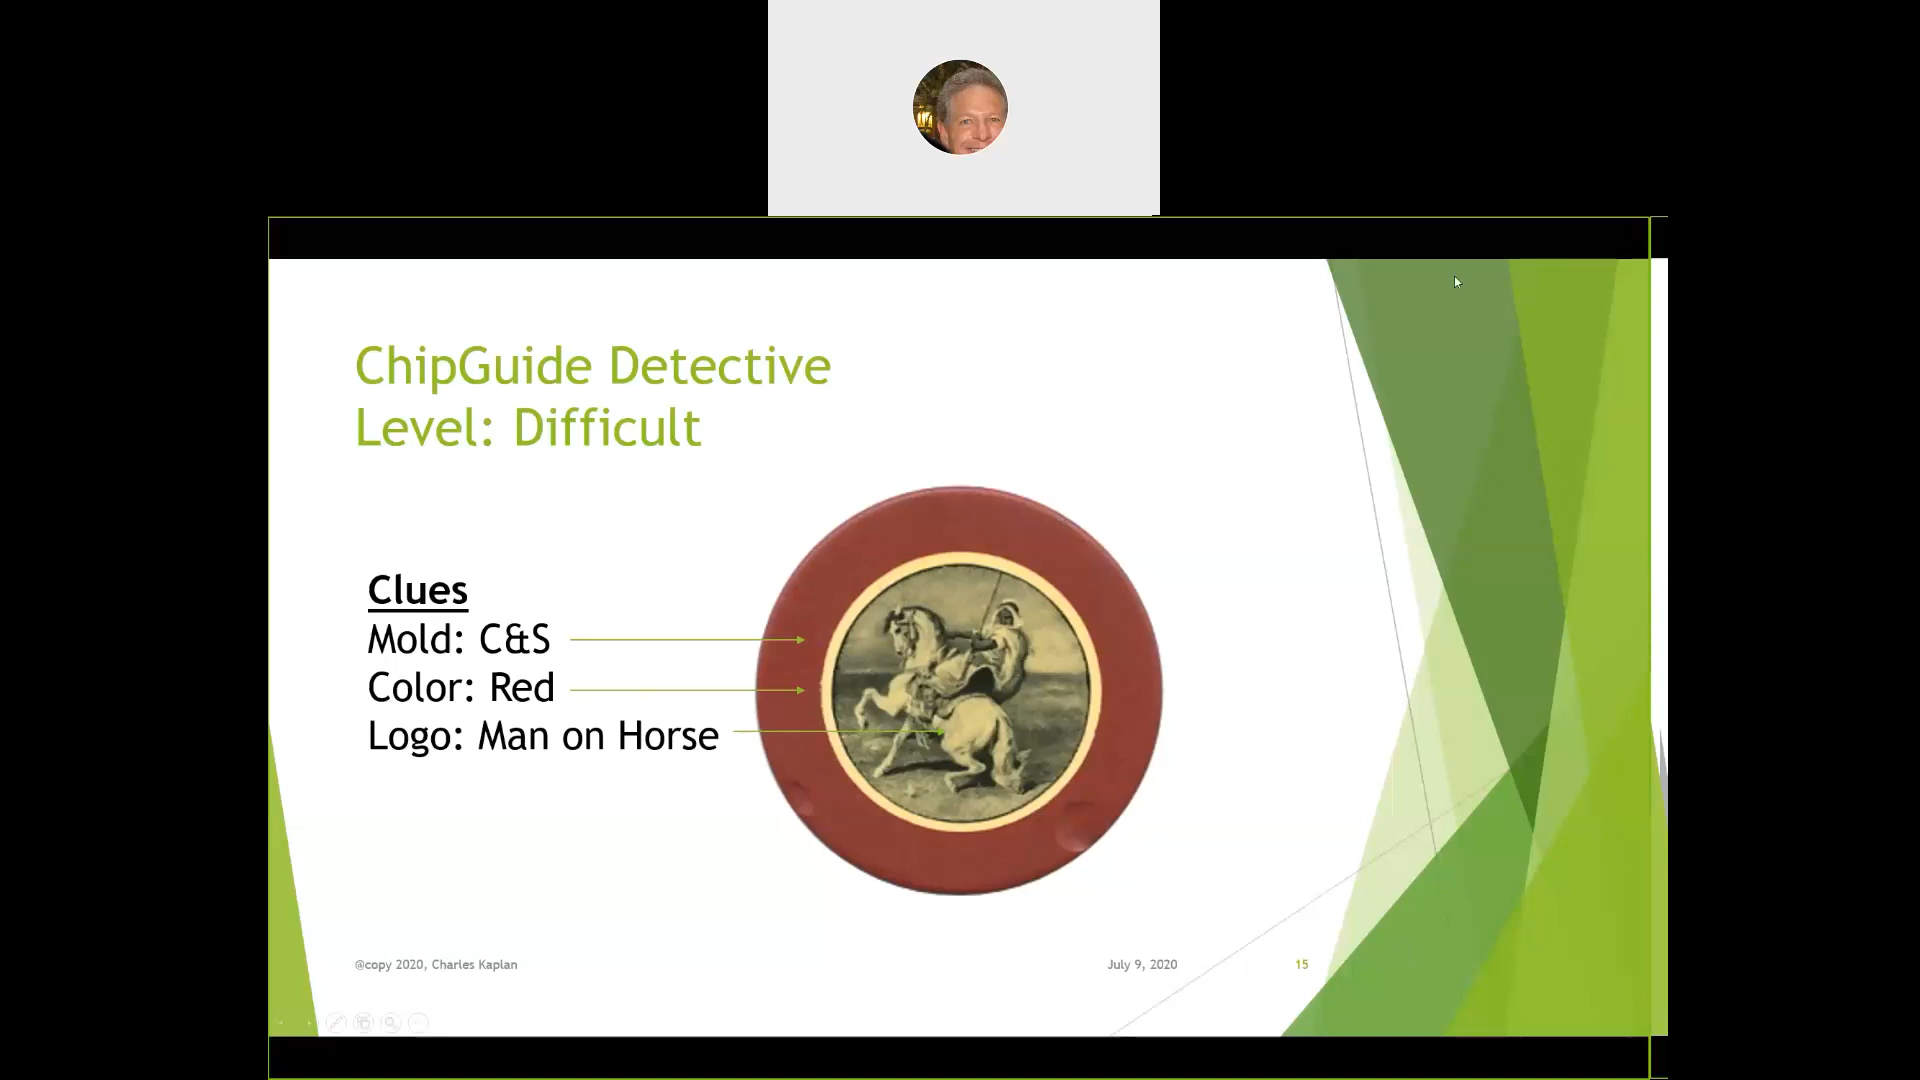 ChipGuide Detective
Level: Difficult
Clues
Mold: C&S
Color: Red
Logo: Man on Horse
@copy 2020, Charles Kaplan
July 9, 2020
15